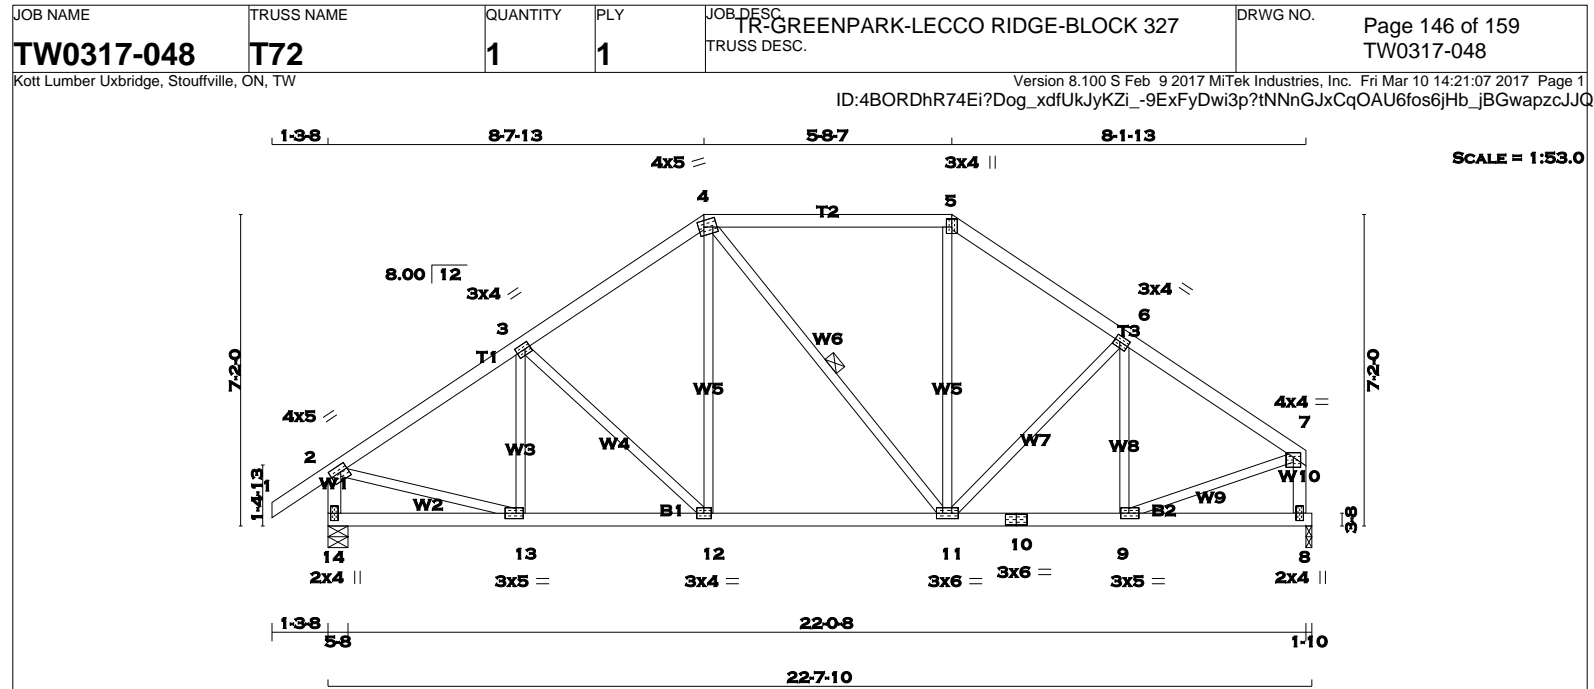 JOB NAME
TRUSS NAME
QUANTITY
PLY
JOB DESC.
DRWG NO.
TW0317-048
T72
1
1
TR-GREENPARK-LECCO RIDGE-BLOCK 327
TRUSS DESC.
Page 146 of 159
TW0317-048
Kott Lumber Uxbridge, Stouffville, ON, TW
Version 8.100 S Feb 9 2017 MiTek Industries, Inc. Fri Mar 10 14:21:07 2017 Page 1
ID:4BORDhR74Ei?Dog_xdfUkJyKZi_-9ExFyDwi3p?tNNnGJxCqOAU6fos6jHb_jBGwapzcJJQ
1-3-8 8-7-13 5-8-7 8-1-13
SCALE = 1:53.0
4x5 =
3x4 ||
4 5
T2
8.00 12
3x4 =
3x4 =
3 6
T1 T3
W6
7-2-0 7-2-0
W5 W5
4x5 =
4x4 =
7
W3 W4 W7 W8
2
1
W1 W10
1-4-13
W2 W9
B1 B2
3-8
14 13 12 11 10 9 8
2x4 || 3x5 = 3x4 = 3x6 = 3x6 = 3x5 = 2x4 ||
1-3-8 22-0-8
5-8 1-10
22-7-10